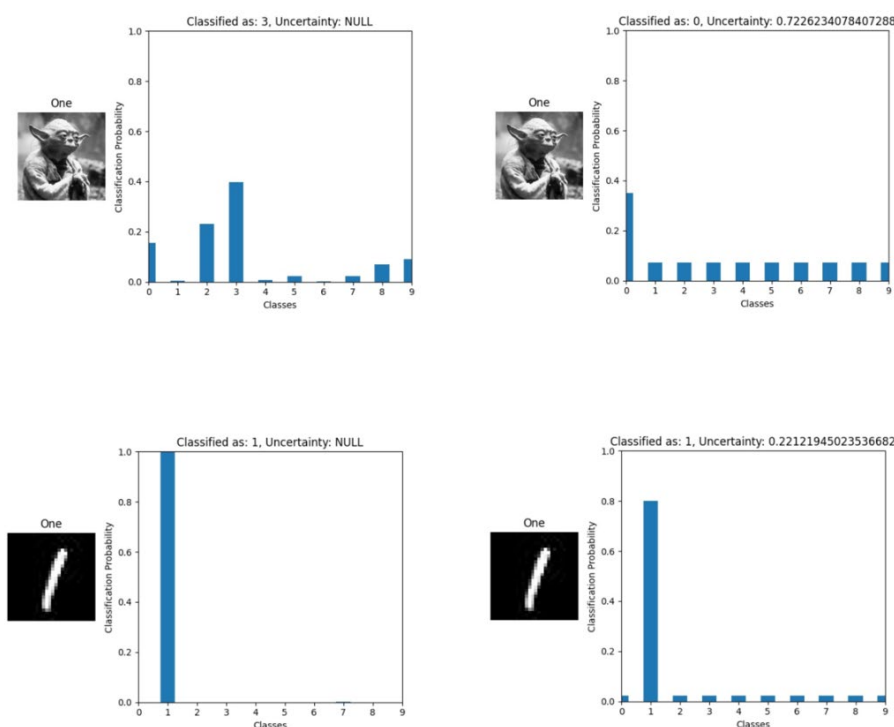 Classified as: 3, Uncertainty: NULL
One
Classification Probability
1.0
0.8
0.6
0.4
0.2
0.0
0 1 2 3 4 5 6 7 8 9
Classes
Classified as: 0, Uncertainty: 0.7226234078407288
One
Classification Probability
1.0
0.8
0.6
0.4
0.2
0.0
0 1 2 3 4 5 6 7 8 9
Classes
Classified as: 1, Uncertainty: NULL
One
Classification Probability
1.0
0.8
0.6
0.4
0.2
0.0
0 1 2 3 4 5 6 7 8 9
Classes
Classified as: 1, Uncertainty: 0.22121945023536682
One
Classification Probability
1.0
0.8
0.6
0.4
0.2
0.0
0 1 2 3 4 5 6 7 8 9
Classes